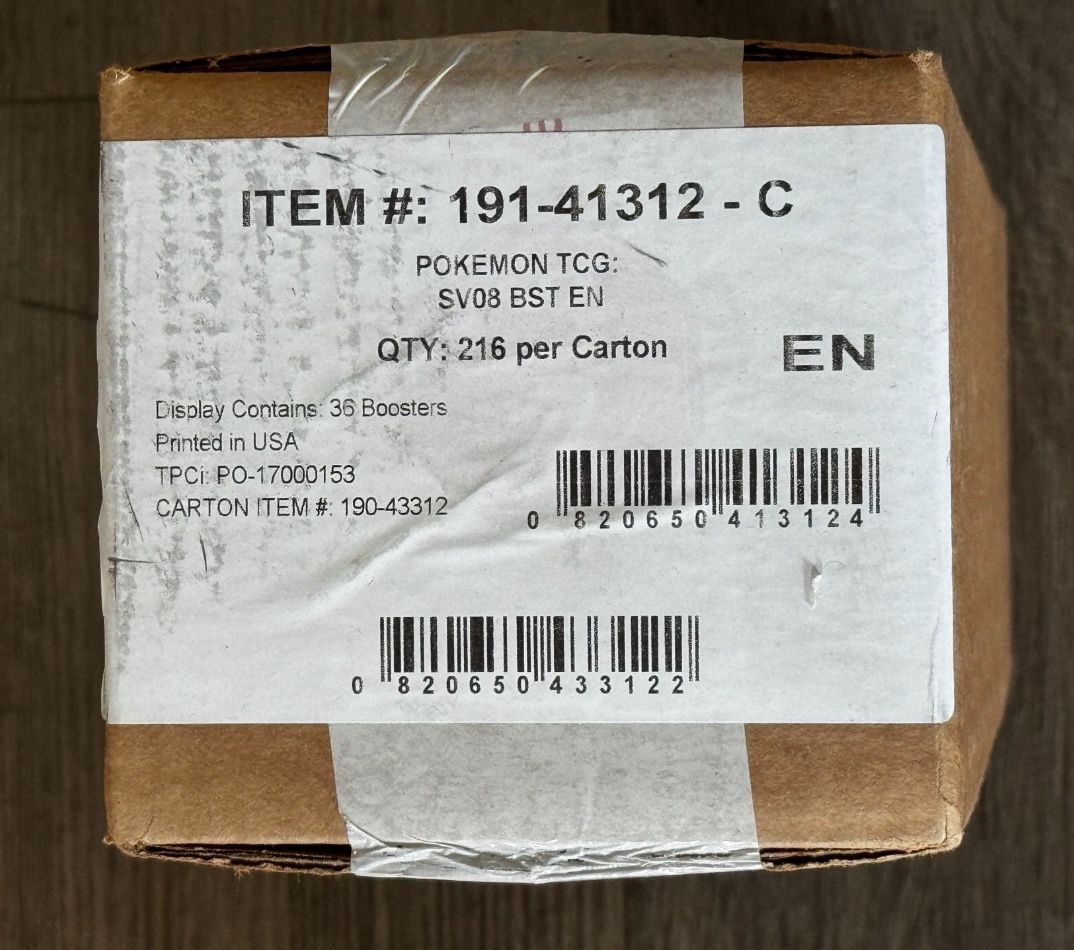 ITEM #: 191-41312 - C
POKEMON TCG:
SV08 BST EN
QTY: 216 per Carton
EN
Display Contains: 36 Boosters
Printed in USA
TPCi: PO-17000153
CARTON ITEM #: 190-43312
0 820650 413124
0 820650 433122